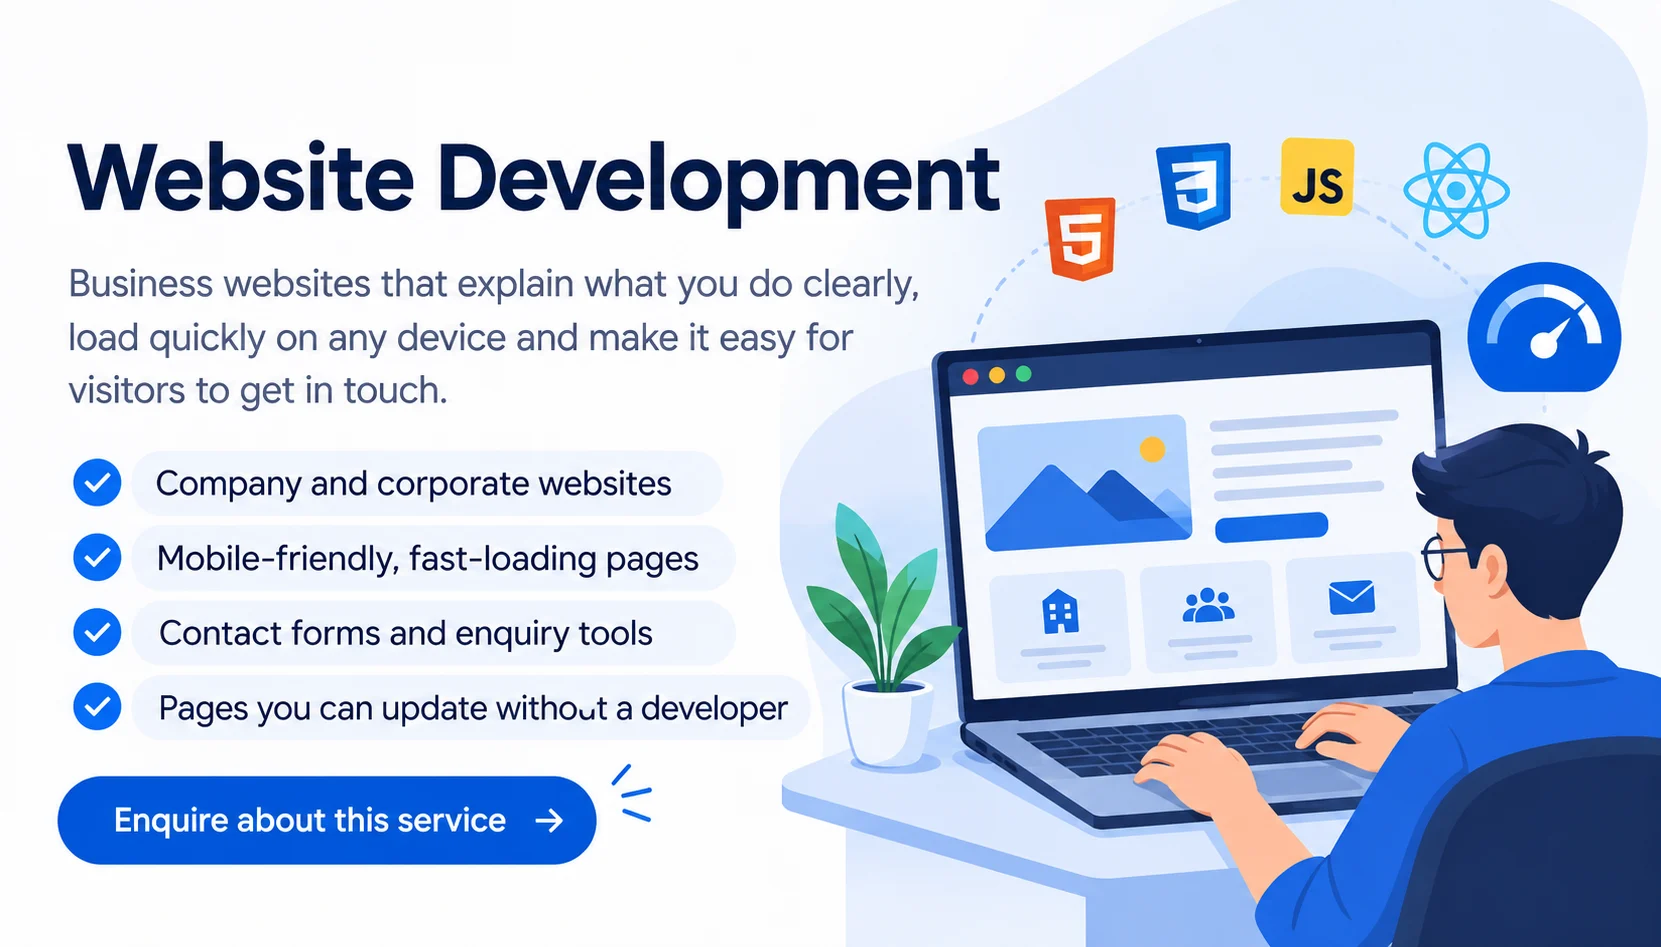 Website Development
Business websites that explain what you do clearly,
load quickly on any device and make it easy for
visitors to get in touch.
Company and corporate websites
Mobile-friendly, fast-loading pages
Contact forms and enquiry tools
Pages you can update without a developer
Enquire about this service →
5
3
JS